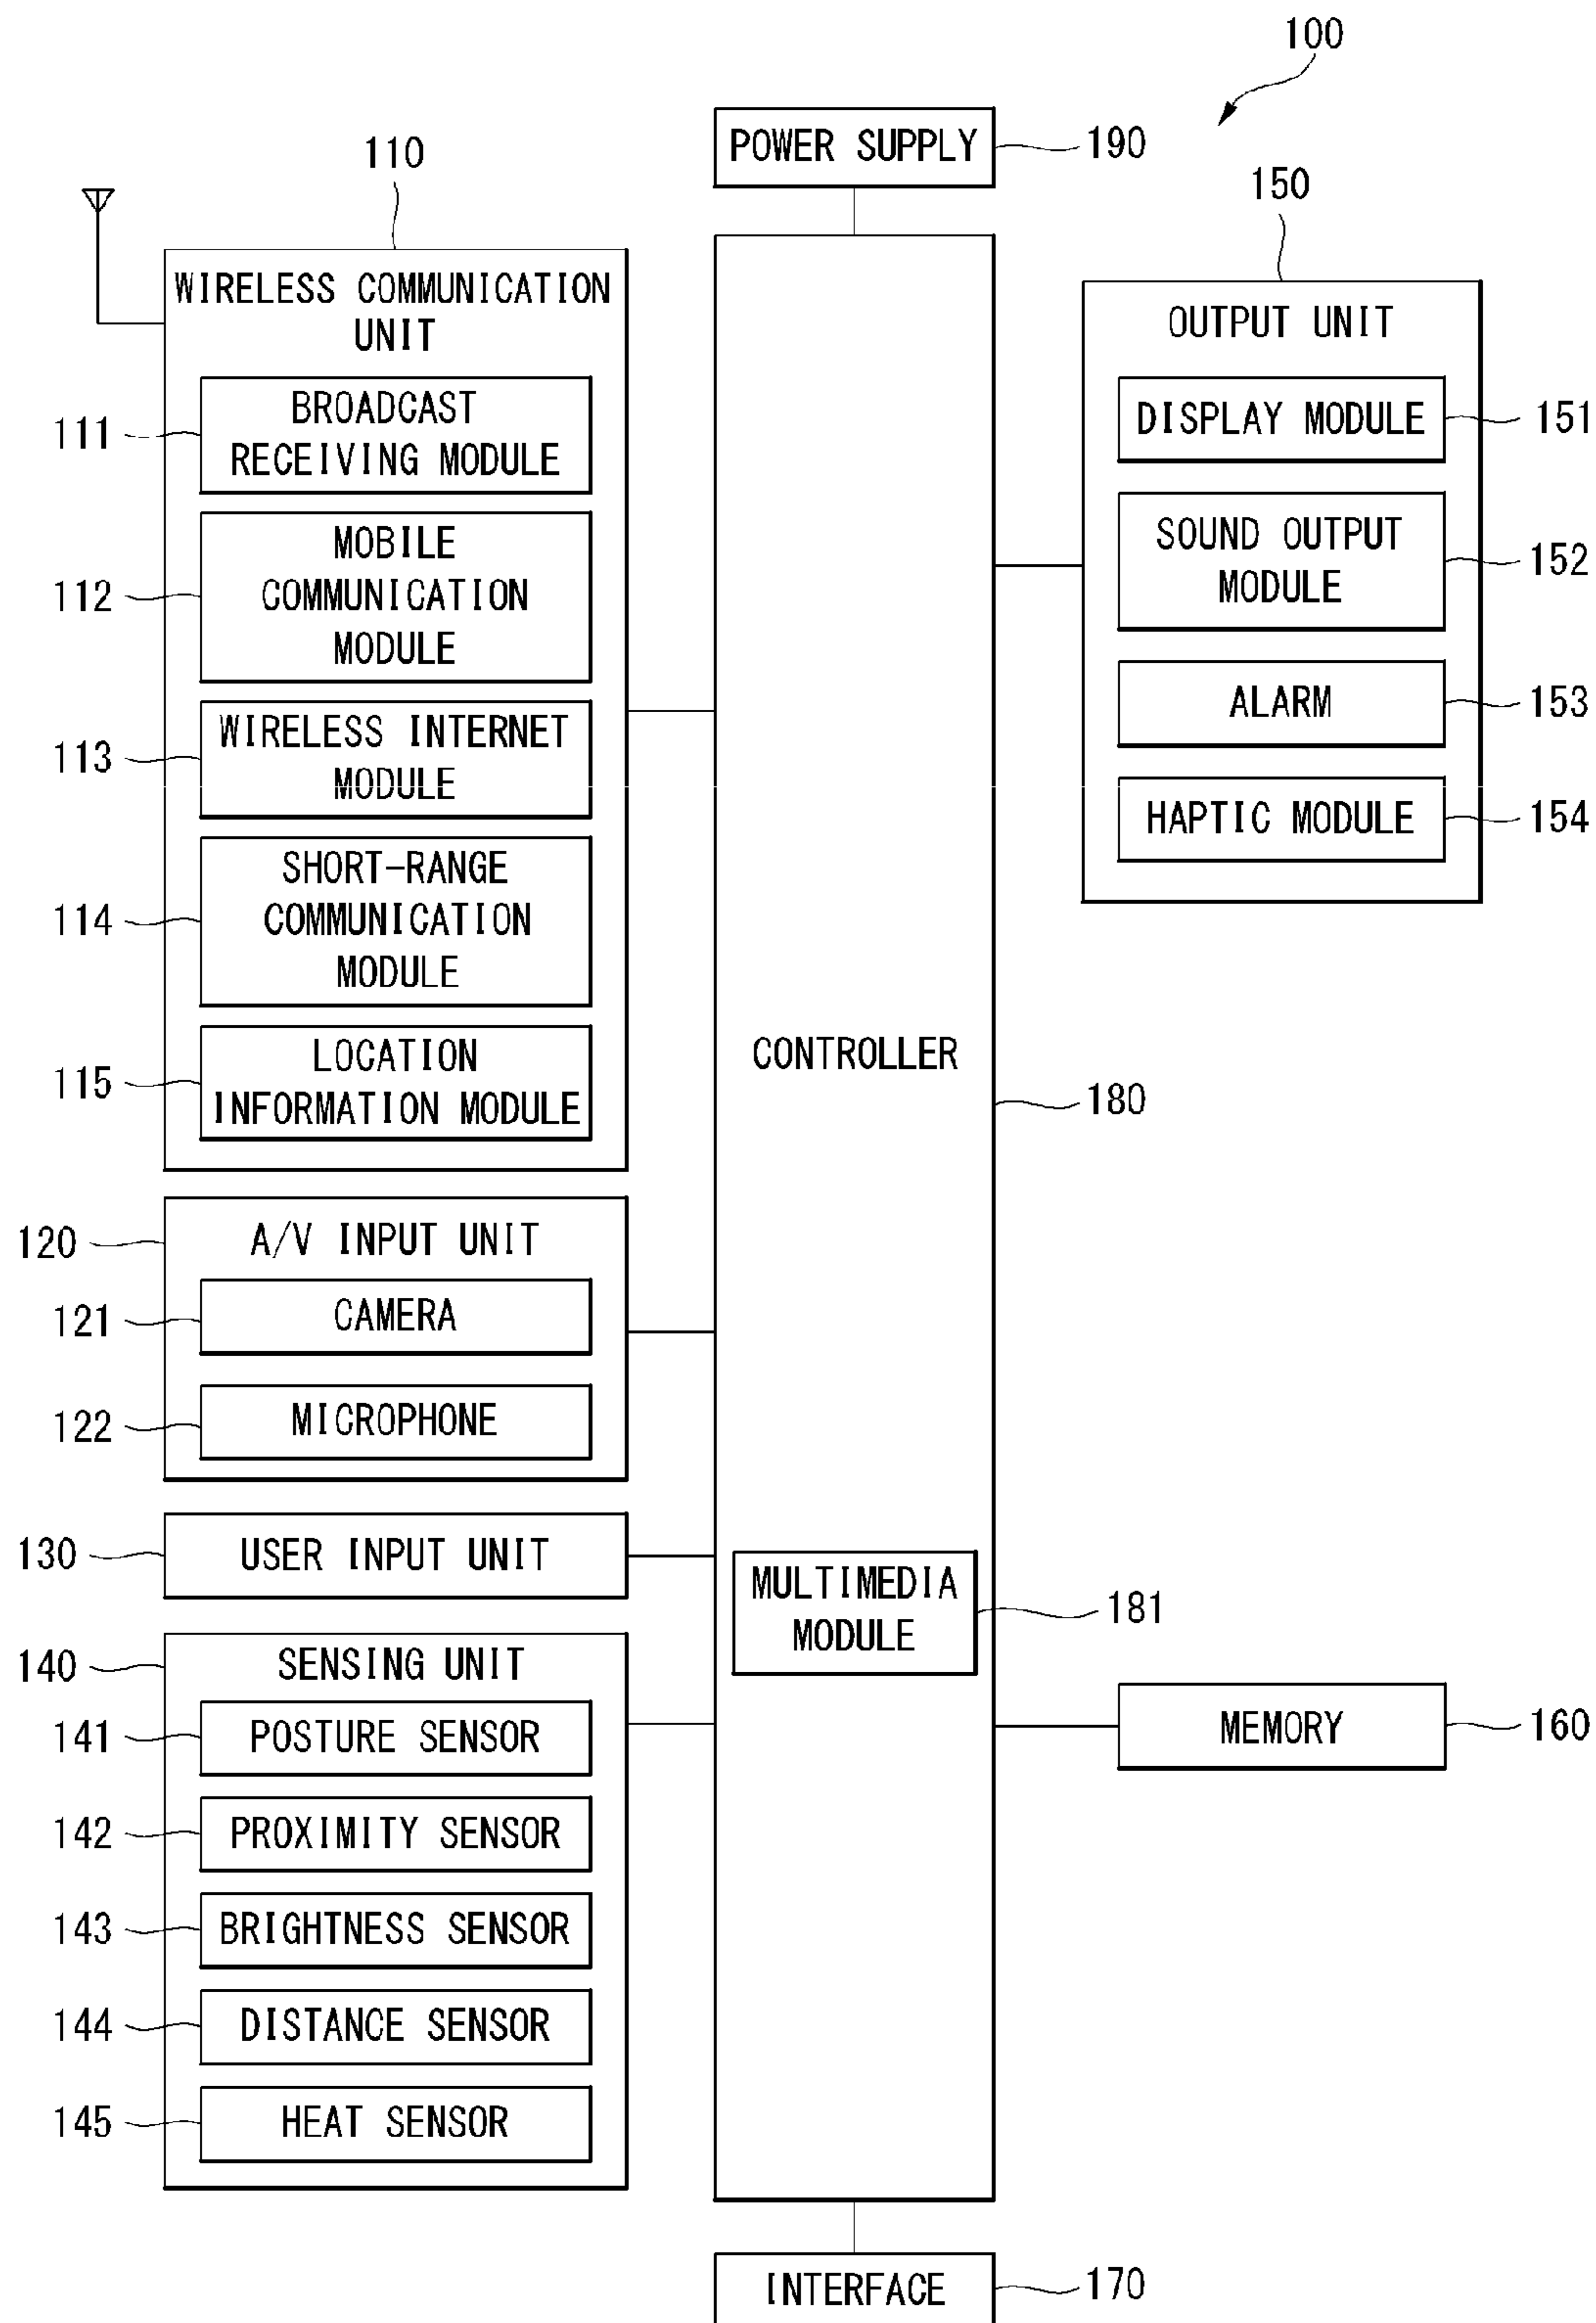 100
POWER SUPPLY
190
110
150
WIRELESS COMMUNICATION
UNIT
BROADCAST
RECEIVING MODULE
111
MOBILE
COMMUNICATION
MODULE
112
WIRELESS INTERNET
MODULE
113
SHORT-RANGE
COMMUNICATION
MODULE
114
LOCATION
INFORMATION MODULE
115
OUTPUT UNIT
DISPLAY MODULE
151
SOUND OUTPUT
MODULE
152
ALARM
153
HAPTIC MODULE
154
CONTROLLER
180
120
A/V INPUT UNIT
121
CAMERA
122
MICROPHONE
130
USER INPUT UNIT
MULTIMEDIA
MODULE
181
140
SENSING UNIT
141
POSTURE SENSOR
142
PROXIMITY SENSOR
143
BRIGHTNESS SENSOR
144
DISTANCE SENSOR
145
HEAT SENSOR
MEMORY
160
INTERFACE
170